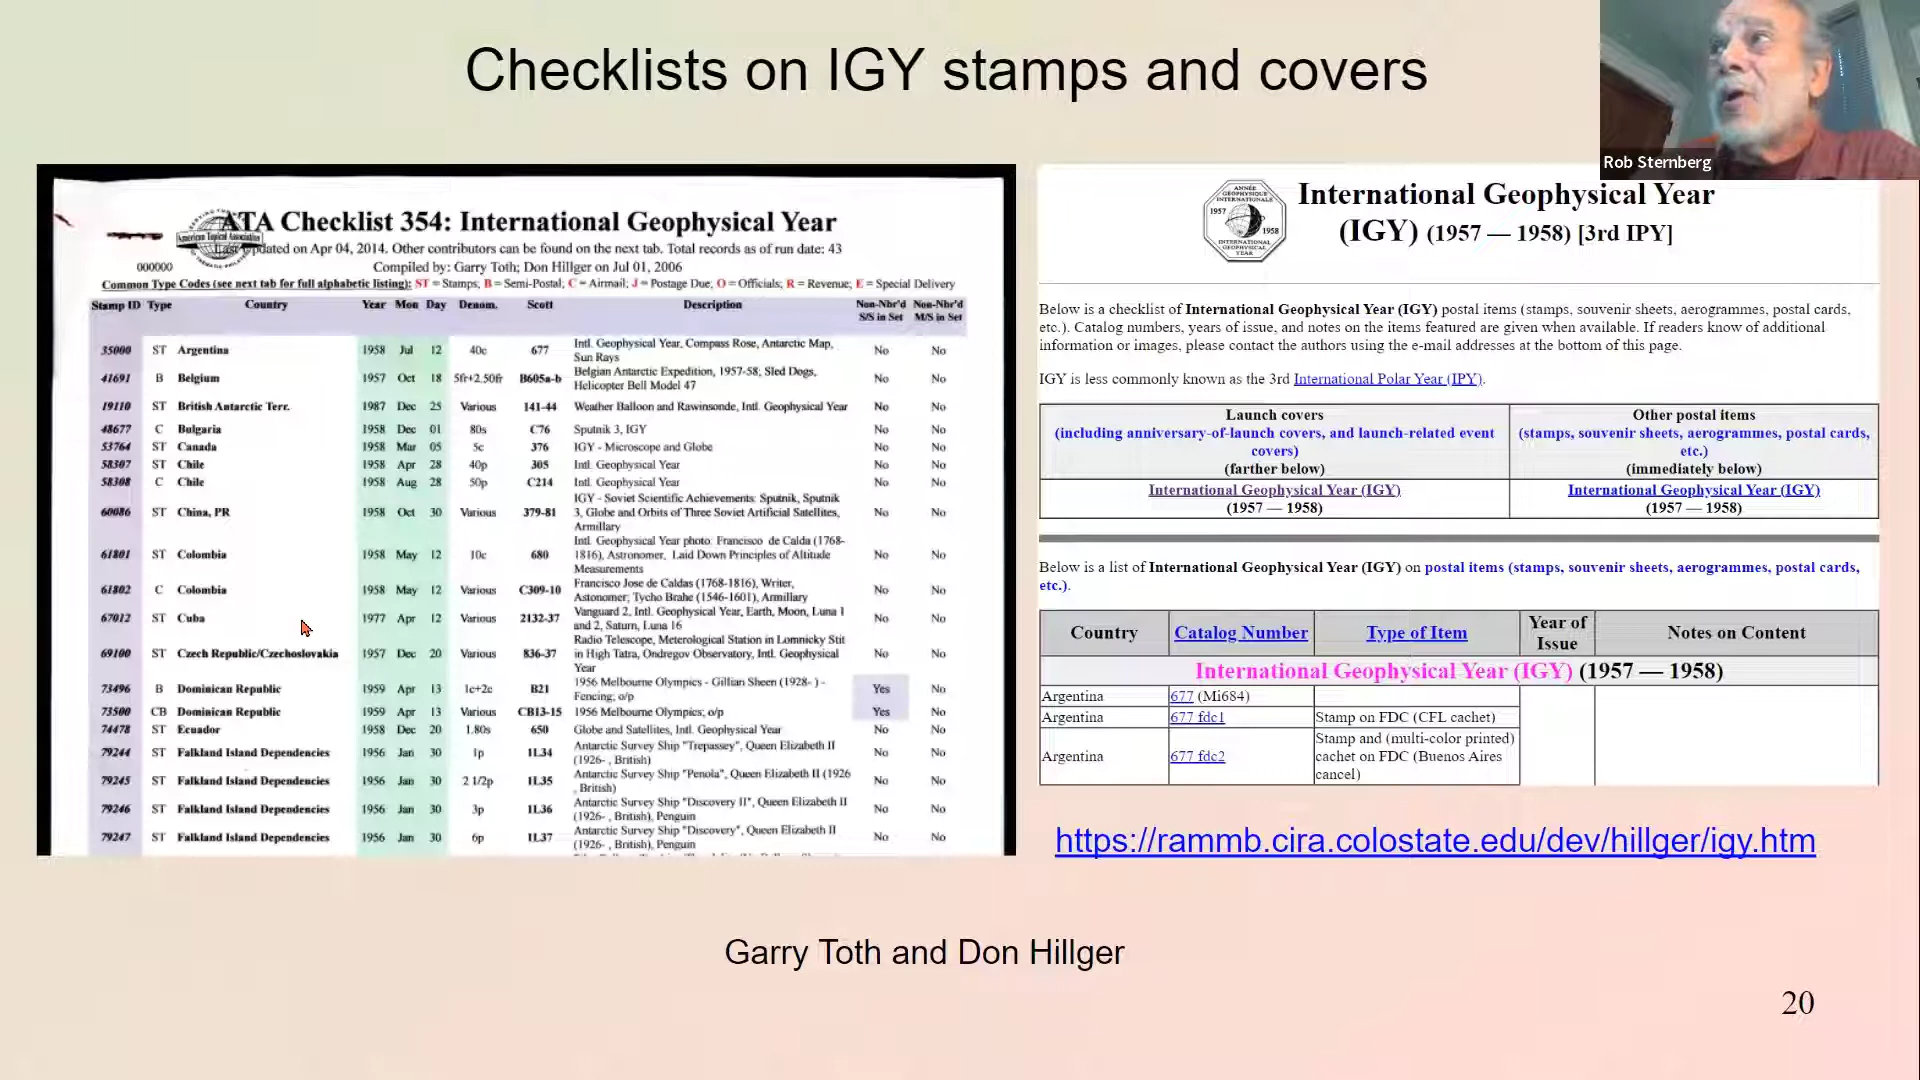 Checklists on IGY stamps and covers
Rob Sternberg
ATA Checklist 354: International Geophysical Year
American Topical Association
Last Updated on Apr 04, 2014. Other contributors can be found on the next tab. Total records as of run date: 43
000000
Compiled by: Garry Toth; Don Hillger on Jul 01, 2006
Common Type Codes (see next tab for full alphabetic listing): ST = Stamps; B = Semi-Postal; C = Airmail; J = Postage Due; O = Officials; R = Revenue; E = Special Delivery
Stamp ID Type Country Year Mon Day Denom. Scott Description Non-Nbr'd S/S in Set Non-Nbr'd M/S in Set
35000 ST Argentina 1958 Jul 12 40c 677 Intl. Geophysical Year, Compass Rose, Antarctic Map, Sun Rays No No
41691 B Belgium 1957 Oct 18 5fr+2.50fr B605a-b Belgian Antarctic Expedition, 1957-58; Sled Dogs, Helicopter Bell Model 47 No No
19110 ST British Antarctic Terr. 1987 Dec 25 Various 141-44 Weather Balloon and Rawinsonde, Intl. Geophysical Year No No
48677 C Bulgaria 1958 Dec 01 80s C76 Sputnik 3, IGY No No
53764 ST Canada 1958 Mar 05 5c 376 IGY - Microscope and Globe No No
58307 ST Chile 1958 Apr 28 40p 305 Intl. Geophysical Year No No
58308 C Chile 1958 Aug 28 50p C214 Intl. Geophysical Year No No
60086 ST China, PR 1958 Oct 30 Various 379-81 IGY - Soviet Scientific Achievements: Sputnik, Sputnik 3, Globe and Orbits of Three Soviet Artificial Satellites, Armillary No No
61801 ST Colombia 1958 May 12 10c 680 Intl. Geophysical Year photo: Francisco de Calda (1768-1816), Astronomer, Laid Down Principles of Altitude Measurements No No
61802 C Colombia 1958 May 12 Various C309-10 Francisco Jose de Caldas (1768-1816), Writer, Astonomer; Tycho Brahe (1546-1601), Armillary No No
67012 ST Cuba 1977 Apr 12 Various 2132-37 Vanguard 2, Intl. Geophysical Year, Earth, Moon, Luna 1 and 2, Saturn, Luna 16 No No
69100 ST Czech Republic/Czechoslovakia 1957 Dec 20 Various 836-37 Radio Telescope, Meterological Station in Lomnicky Stit in High Tatra, Ondregov Observatory, Intl. Geophysical Year No No
73496 B Dominican Republic 1959 Apr 13 1c+2c B21 1956 Melbourne Olympics - Gillian Sheen (1928- ) - Fencing; o/p Yes No
73500 CB Dominican Republic 1959 Apr 13 Various CB13-15 1956 Melbourne Olympics; o/p Yes No
74478 ST Ecuador 1958 Dec 20 1.80s 650 Globe and Satellites, Intl. Geophysical Year No No
79244 ST Falkland Island Dependencies 1956 Jan 30 1p 1L34 Antarctic Survey Ship "Trepassey", Queen Elizabeth II (1926- , British) No No
79245 ST Falkland Island Dependencies 1956 Jan 30 2 1/2p 1L35 Antarctic Survey Ship "Penola", Queen Elizabeth II (1926 , British) No No
79246 ST Falkland Island Dependencies 1956 Jan 30 3p 1L36 Antarctic Survey Ship "Discovery II", Queen Elizabeth II (1926- , British), Penguin No No
79247 ST Falkland Island Dependencies 1956 Jan 30 6p 1L37 Antarctic Survey Ship "Discovery", Queen Elizabeth II (1926- , British), Penguin No No
ANNÉE GÉOPHYSIQUE INTERNATIONALE
1957
1958
INTERNATIONAL GEOPHYSICAL YEAR
International Geophysical Year
(IGY) (1957 — 1958) [3rd IPY]
Below is a checklist of International Geophysical Year (IGY) postal items (stamps, souvenir sheets, aerogrammes, postal cards,
etc.). Catalog numbers, years of issue, and notes on the items featured are given when available. If readers know of additional
information or images, please contact the authors using the e-mail addresses at the bottom of this page.
IGY is less commonly known as the 3rd International Polar Year (IPY).
Launch covers
(including anniversary-of-launch covers, and launch-related event
covers)
(farther below)
Other postal items
(stamps, souvenir sheets, aerogrammes, postal cards,
etc.)
(immediately below)
International Geophysical Year (IGY)
(1957 — 1958)
International Geophysical Year (IGY)
(1957 — 1958)
Below is a list of International Geophysical Year (IGY) on postal items (stamps, souvenir sheets, aerogrammes, postal cards,
etc.).
Country Catalog Number Type of Item Year of Issue Notes on Content
International Geophysical Year (IGY) (1957 — 1958)
Argentina 677 (Mi684)
Argentina 677 fdc1 Stamp on FDC (CFL cachet)
Argentina 677 fdc2 Stamp and (multi-color printed) cachet on FDC (Buenos Aires cancel)
https://rammb.cira.colostate.edu/dev/hillger/igy.htm
Garry Toth and Don Hillger
20